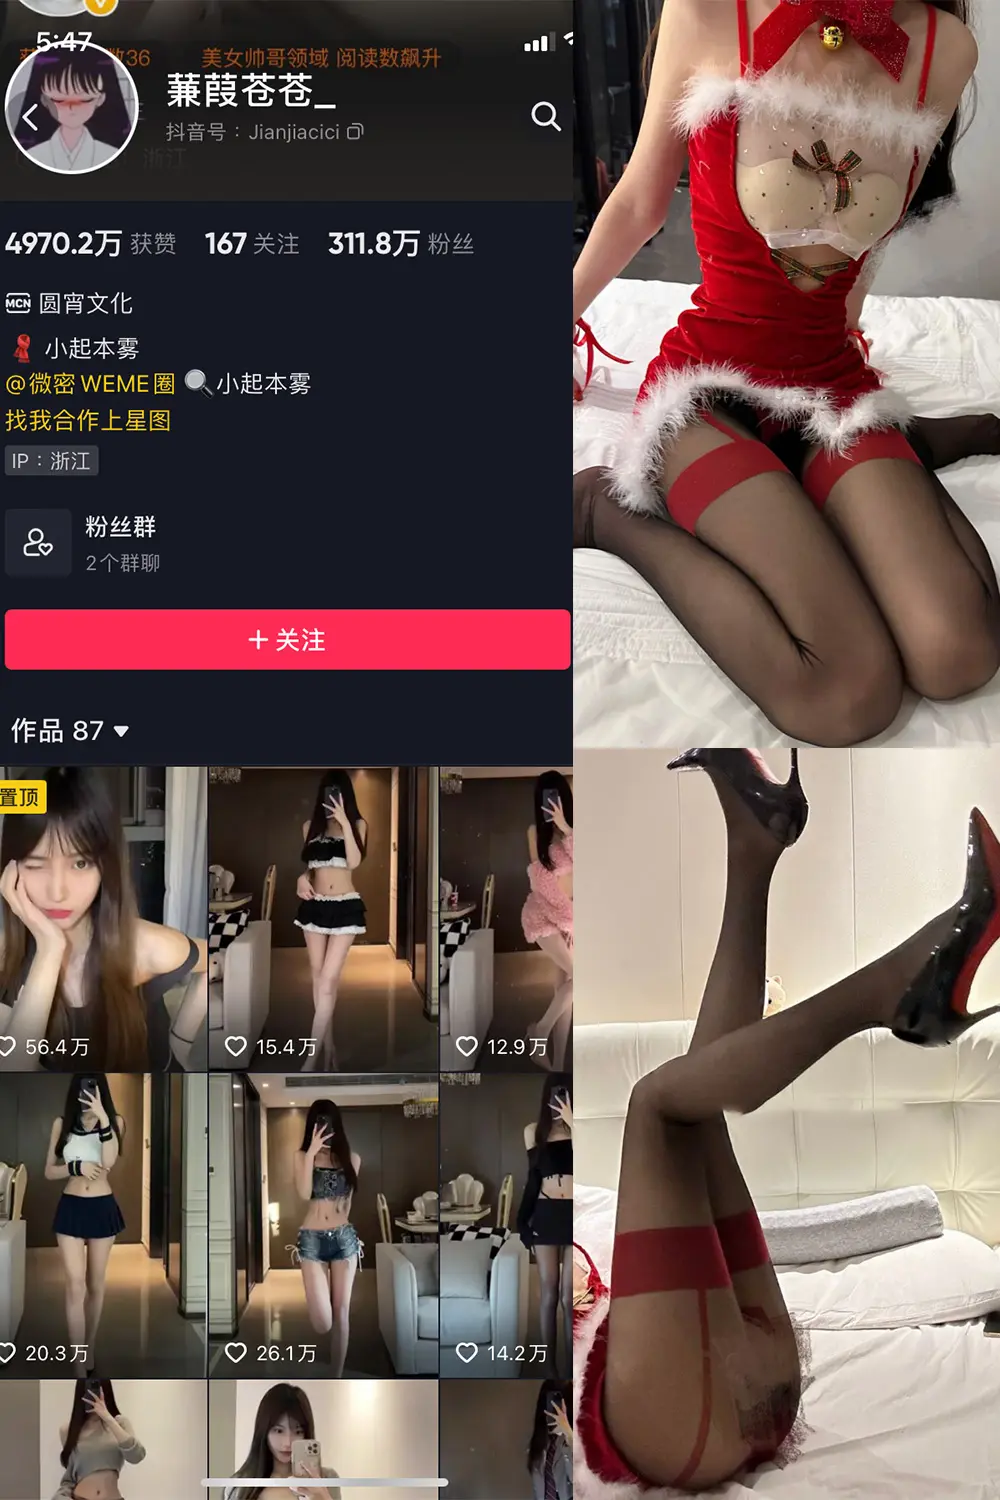 5:47
数36 美女帅哥领域 阅读数飙升
蒹葭苍苍_
抖音号：Jianjiacici
浙江
4970.2万 获赞 167 关注 311.8万 粉丝
MCN 圆宵文化
小起本雾
@微密WEME圈 小起本雾
找我合作上星图
IP：浙江
粉丝群
2个群聊
+ 关注
作品 87
置顶
56.4万 15.4万 12.9万
20.3万 26.1万 14.2万